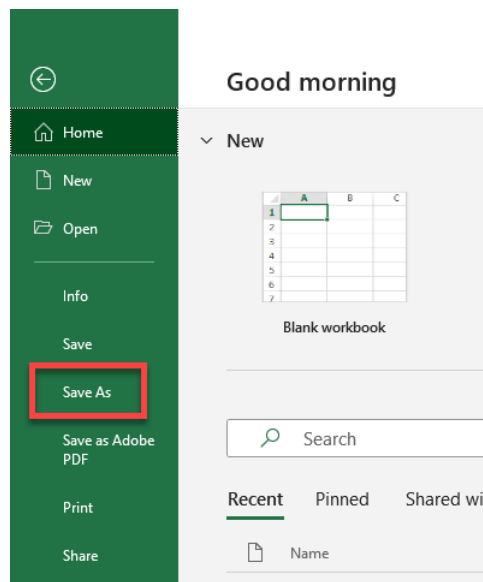 Good morning
Home
New
New
Open
A B C
1
2
3
4
5
6
7
Blank workbook
Info
Save
Save As
Save as Adobe
PDF
Print
Share
Search
Recent Pinned Shared wi
Name